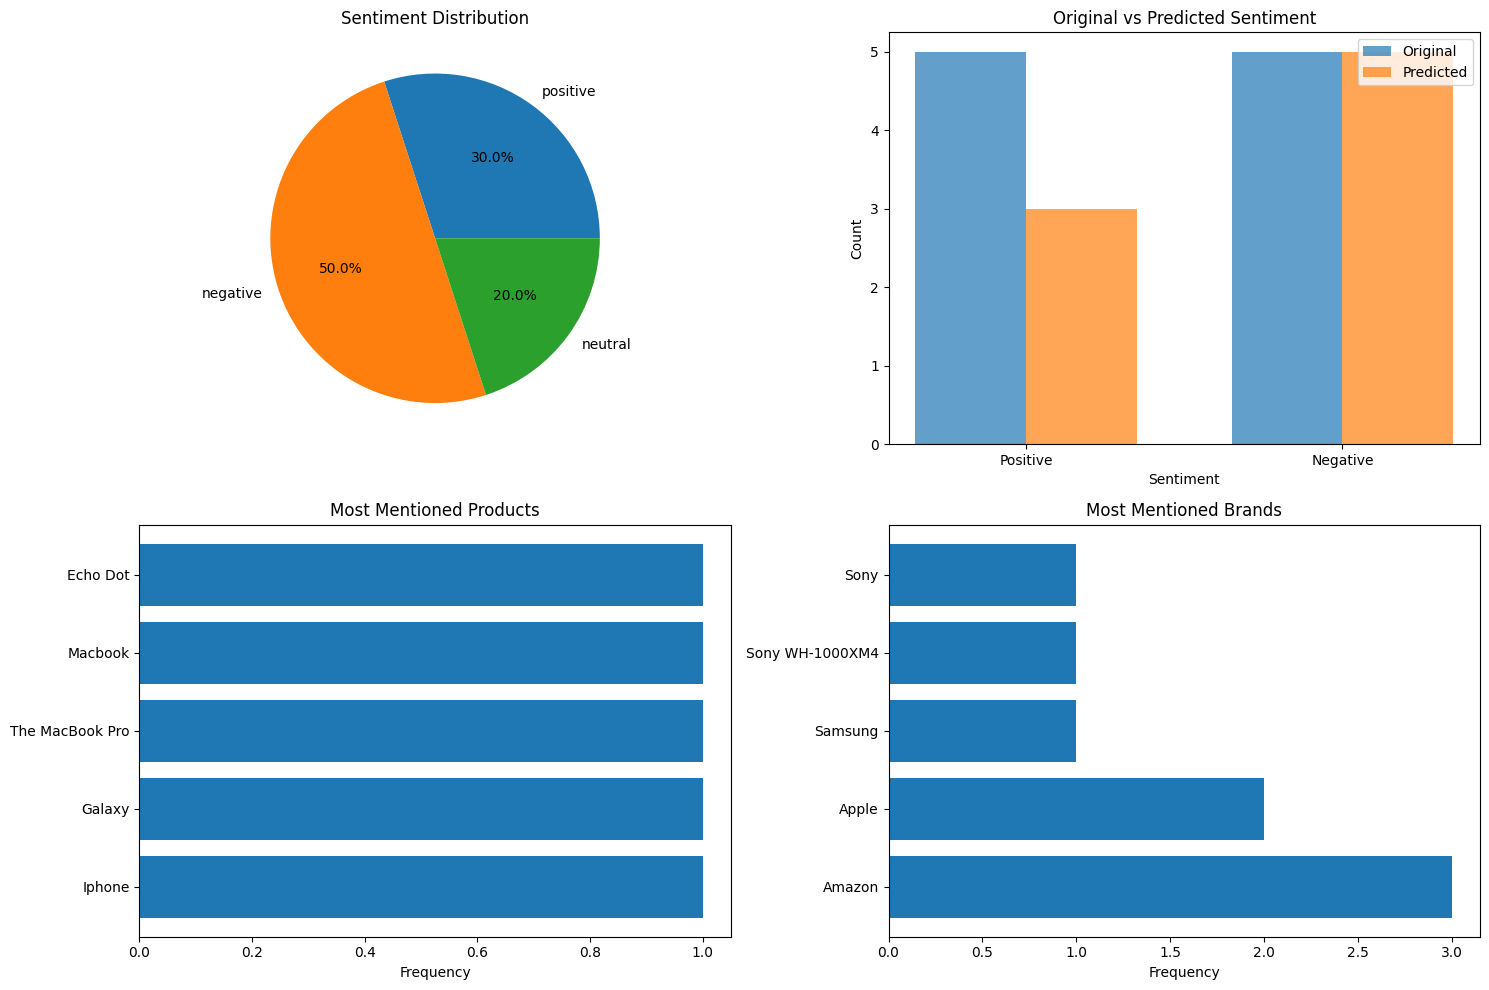 Sentiment Distribution
positive
30.0%
50.0%
negative
20.0%
neutral
Original vs Predicted Sentiment
Original
Predicted
5
4
3
2
1
0
Count
Positive
Negative
Sentiment
Most Mentioned Products
Echo Dot
Macbook
The MacBook Pro
Galaxy
Iphone
0.0 0.2 0.4 0.6 0.8 1.0
Frequency
Most Mentioned Brands
Sony
Sony WH-1000XM4
Samsung
Apple
Amazon
0.0 0.5 1.0 1.5 2.0 2.5 3.0
Frequency